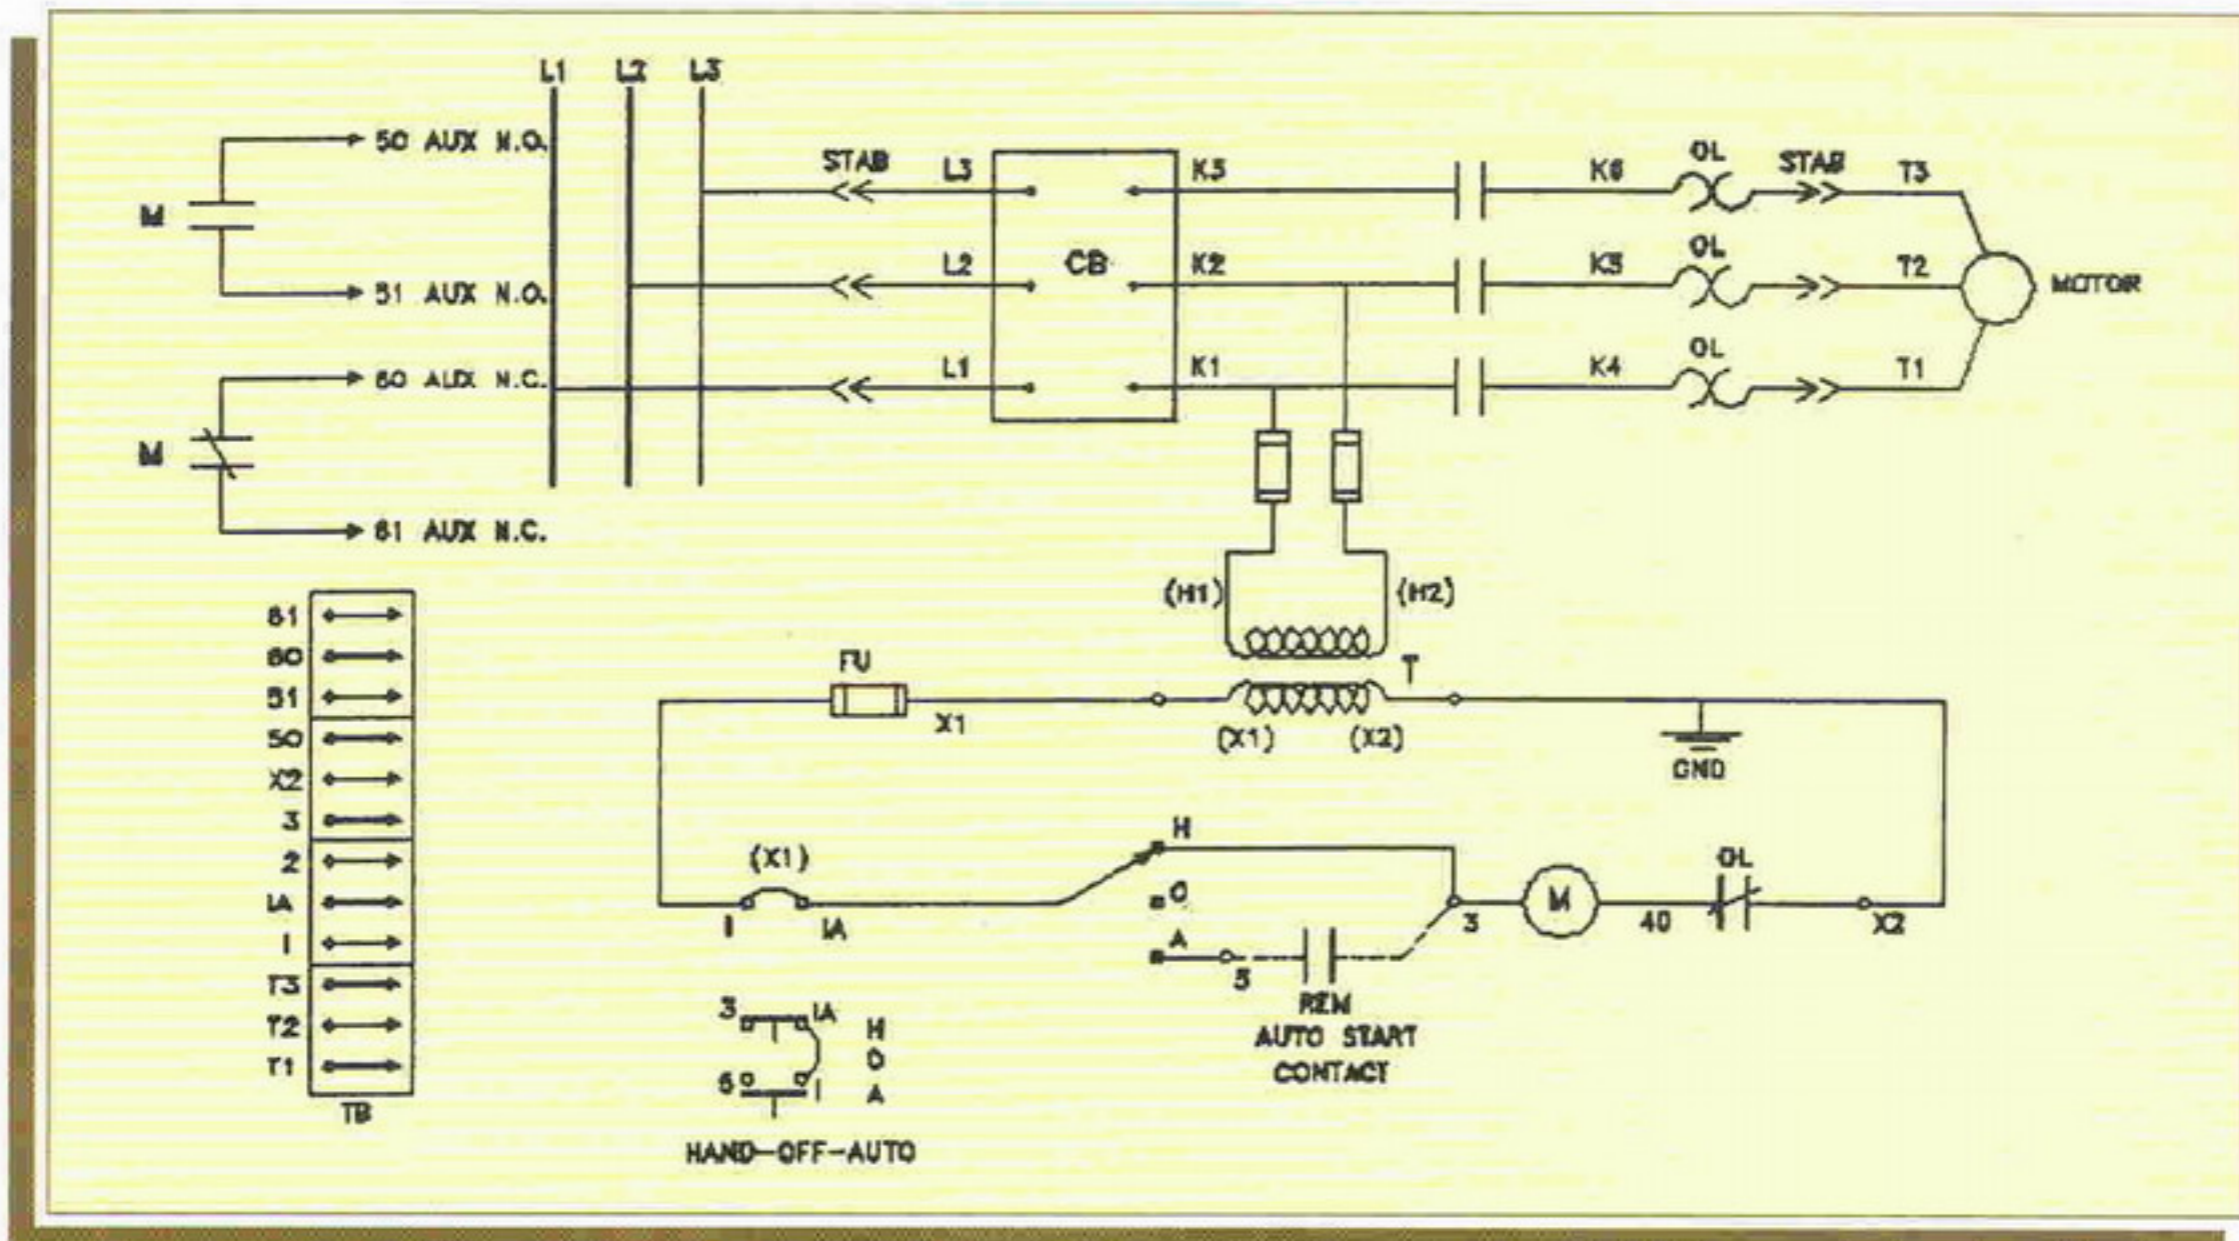 L1 L2 L3
50 AUX N.O.
M
51 AUX N.O.
60 AUX N.C.
M
61 AUX N.C.
STAB L3 K5 K6 OL STAB T3
L2 CB K2 K3 OL T2 MOTOR
L1 K1 K4 OL T1
(H1) (H2)
FU T
X1 (X1) (X2) GND
61
60
51
50
X2
3
2
1A
1
T3
T2
T1
TB
(X1) H
1 1A O 3 M 40 OL X2
A 5
REM
AUTO START
CONTACT
3 1A H
O
1 A
HAND-OFF-AUTO